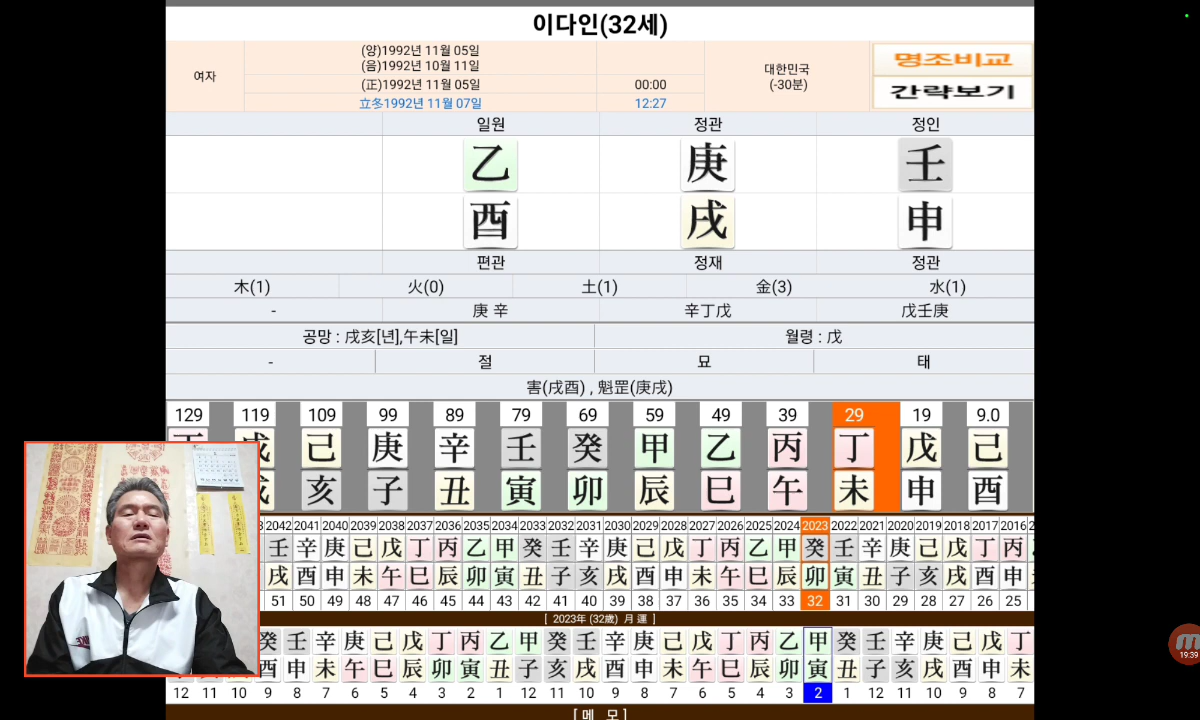 이다인(32세)
여자
(양)1992년 11월 05일
(음)1992년 10월 11일
(正)1992년 11월 05일 00:00
立冬1992년 11월 07일 12:27
대한민국
(-30분)
명조비교
간략보기
일원 정관 정인
乙 庚 壬
酉 戌 申
편관 정재 정관
木(1) 火(0) 土(1) 金(3) 水(1)
- 庚 辛 辛丁戊 戊壬庚
공망 : 戌亥[년],午未[일] 월령 : 戊
- 절 묘 태
害(戌酉) , 魁罡(庚戌)
129 119 109 99 89 79 69 59 49 39 29 19 9.0
己 庚 辛 壬 癸 甲 乙 丙 丁 戊 己
亥 子 丑 寅 卯 辰 巳 午 未 申 酉
2042 2041 2040 2039 2038 2037 2036 2035 2034 2033 2032 2031 2030 2029 2028 2027 2026 2025 2024 2023 2022 2021 2020 2019 2018 2017 2016
壬 辛 庚 己 戊 丁 丙 乙 甲 癸 壬 辛 庚 己 戊 丁 丙 乙 甲 癸 壬 辛 庚 己 戊 丁 丙
戌 酉 申 未 午 巳 辰 卯 寅 丑 子 亥 戌 酉 申 未 午 巳 辰 卯 寅 丑 子 亥 戌 酉 申
51 50 49 48 47 46 45 44 43 42 41 40 39 38 37 36 35 34 33 32 31 30 29 28 27 26 25
[ 2023年 (32歲) 月 運 ]
癸 壬 辛 庚 己 戊 丁 丙 乙 甲 癸 壬 辛 庚 己 戊 丁 丙 乙 甲 癸 壬 辛 庚 己 戊 丁
酉 申 未 午 巳 辰 卯 寅 丑 子 亥 戌 酉 申 未 午 巳 辰 卯 寅 丑 子 亥 戌 酉 申 未
12 11 10 9 8 7 6 5 4 3 2 1 12 11 10 9 8 7 6 5 4 3 2 1 12 11 10 9 8 7
[ 메 모 ]
19:39